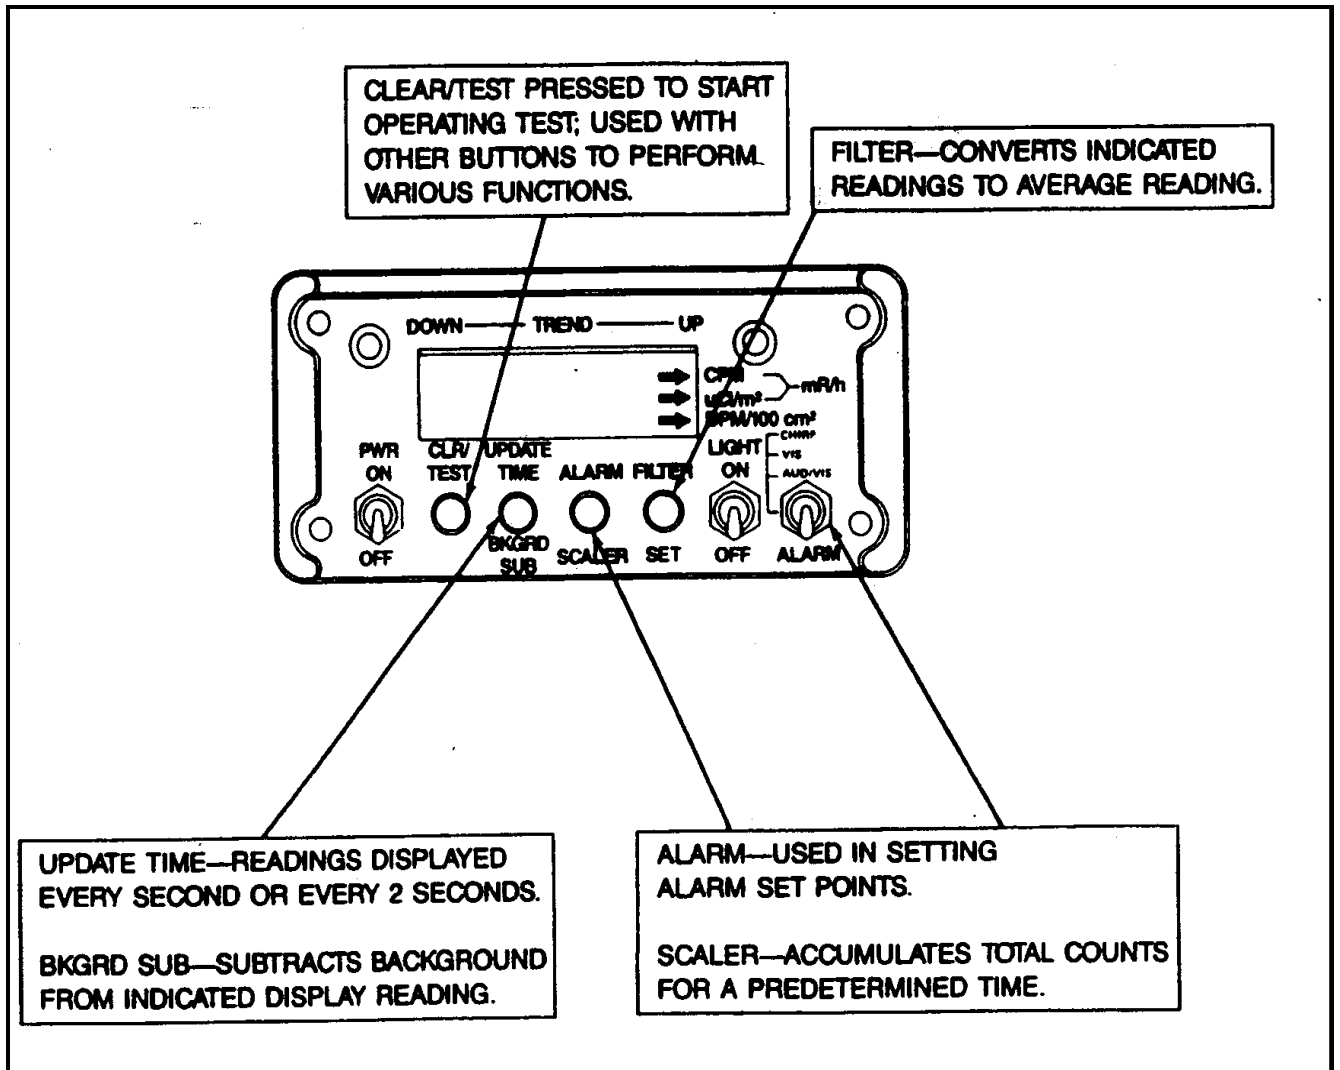 CLEAR/TEST PRESSED TO START
OPERATING TEST; USED WITH
OTHER BUTTONS TO PERFORM
VARIOUS FUNCTIONS.
FILTER—CONVERTS INDICATED
READINGS TO AVERAGE READING.
DOWN TREND UP
CPM
uCi/m²
mR/h
DPM/100 cm²
PWR
ON
OFF
CLR/
TEST
UPDATE
TIME
BKGRD
SUB
ALARM
SCALER
FILTER
SET
LIGHT
ON
OFF
CHIRP
VIS
AUD/VIS
ALARM
UPDATE TIME—READINGS DISPLAYED
EVERY SECOND OR EVERY 2 SECONDS.
BKGRD SUB—SUBTRACTS BACKGROUND
FROM INDICATED DISPLAY READING.
ALARM—USED IN SETTING
ALARM SET POINTS.
SCALER—ACCUMULATES TOTAL COUNTS
FOR A PREDETERMINED TIME.